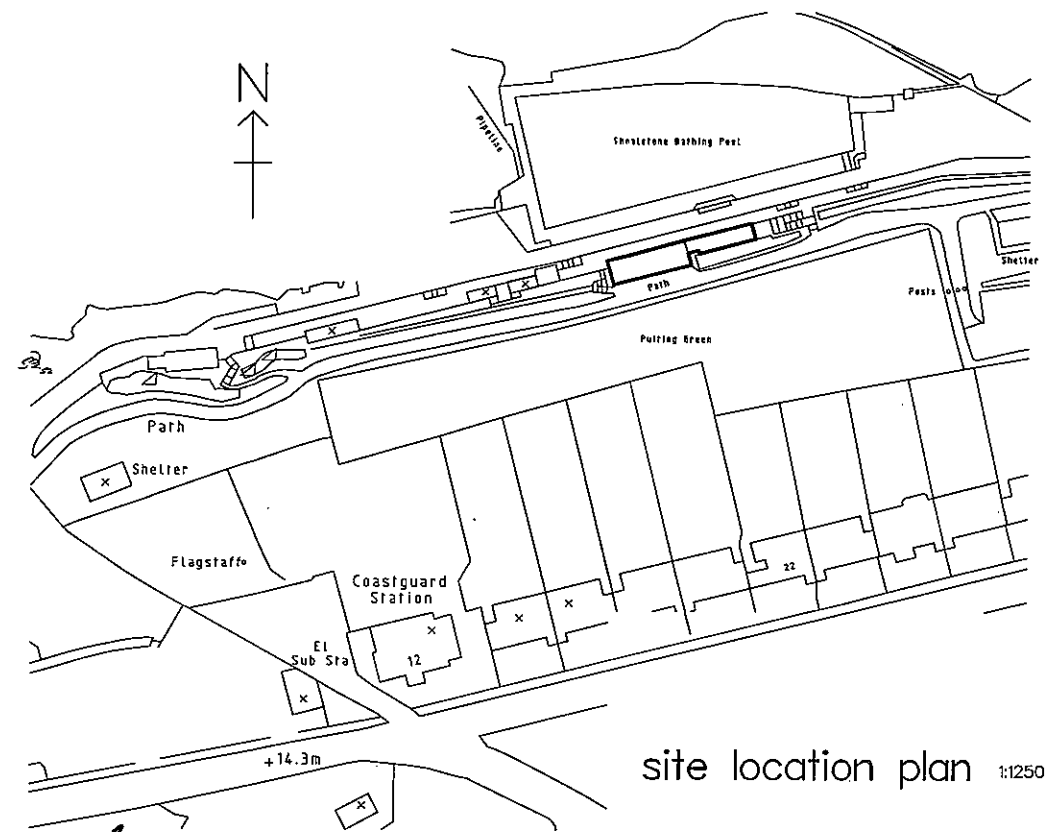 N
Pipeline
Shoalstone Bathing Pool
Shelter
Path
Posts
Putting Green
Path
Shelter
Flagstaff
Coastguard
Station
22
El
Sub Sta
12
+14.3m
site location plan 1:1250